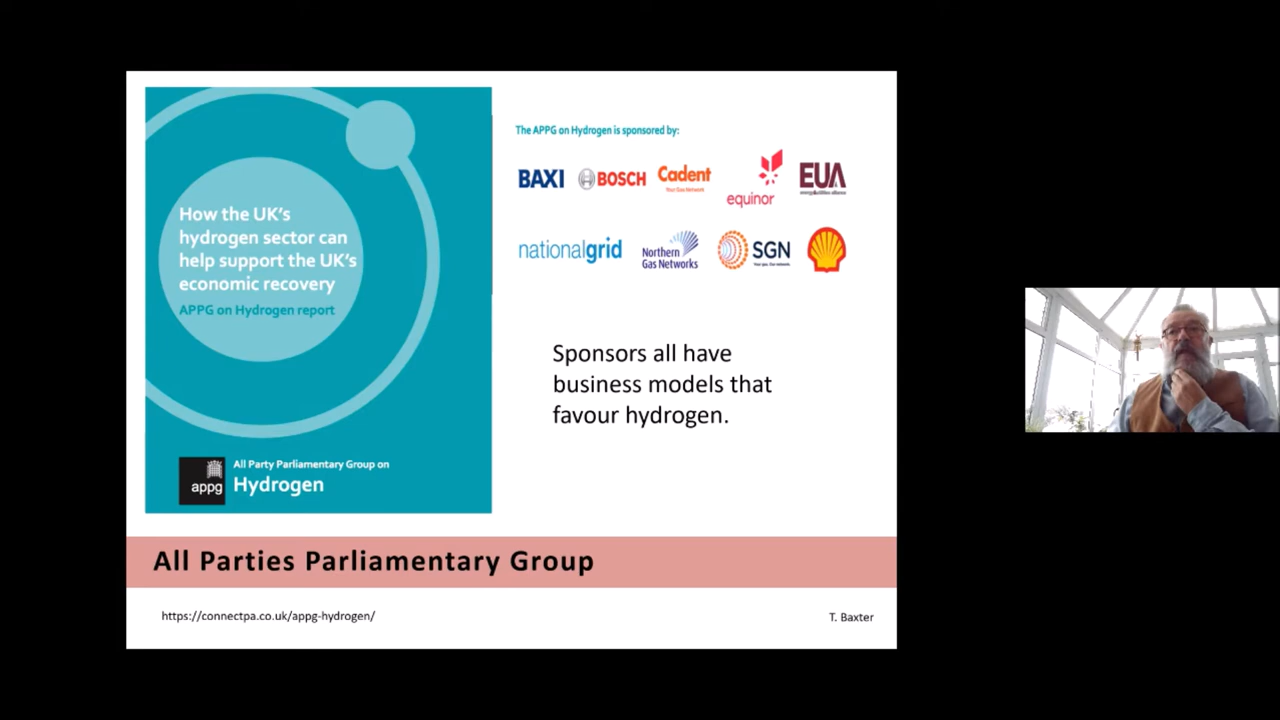 How the UK's
hydrogen sector can
help support the UK's
economic recovery
APPG on Hydrogen report
appg
All Party Parliamentary Group on
Hydrogen
The APPG on Hydrogen is sponsored by:
BAXI
BOSCH
Cadent
Your Gas Network
equinor
EUA
energy&utilities alliance
nationalgrid
Northern
Gas Networks
SGN
Your gas. Our network.
Sponsors all have
business models that
favour hydrogen.
All Parties Parliamentary Group
https://connectpa.co.uk/appg-hydrogen/
T. Baxter